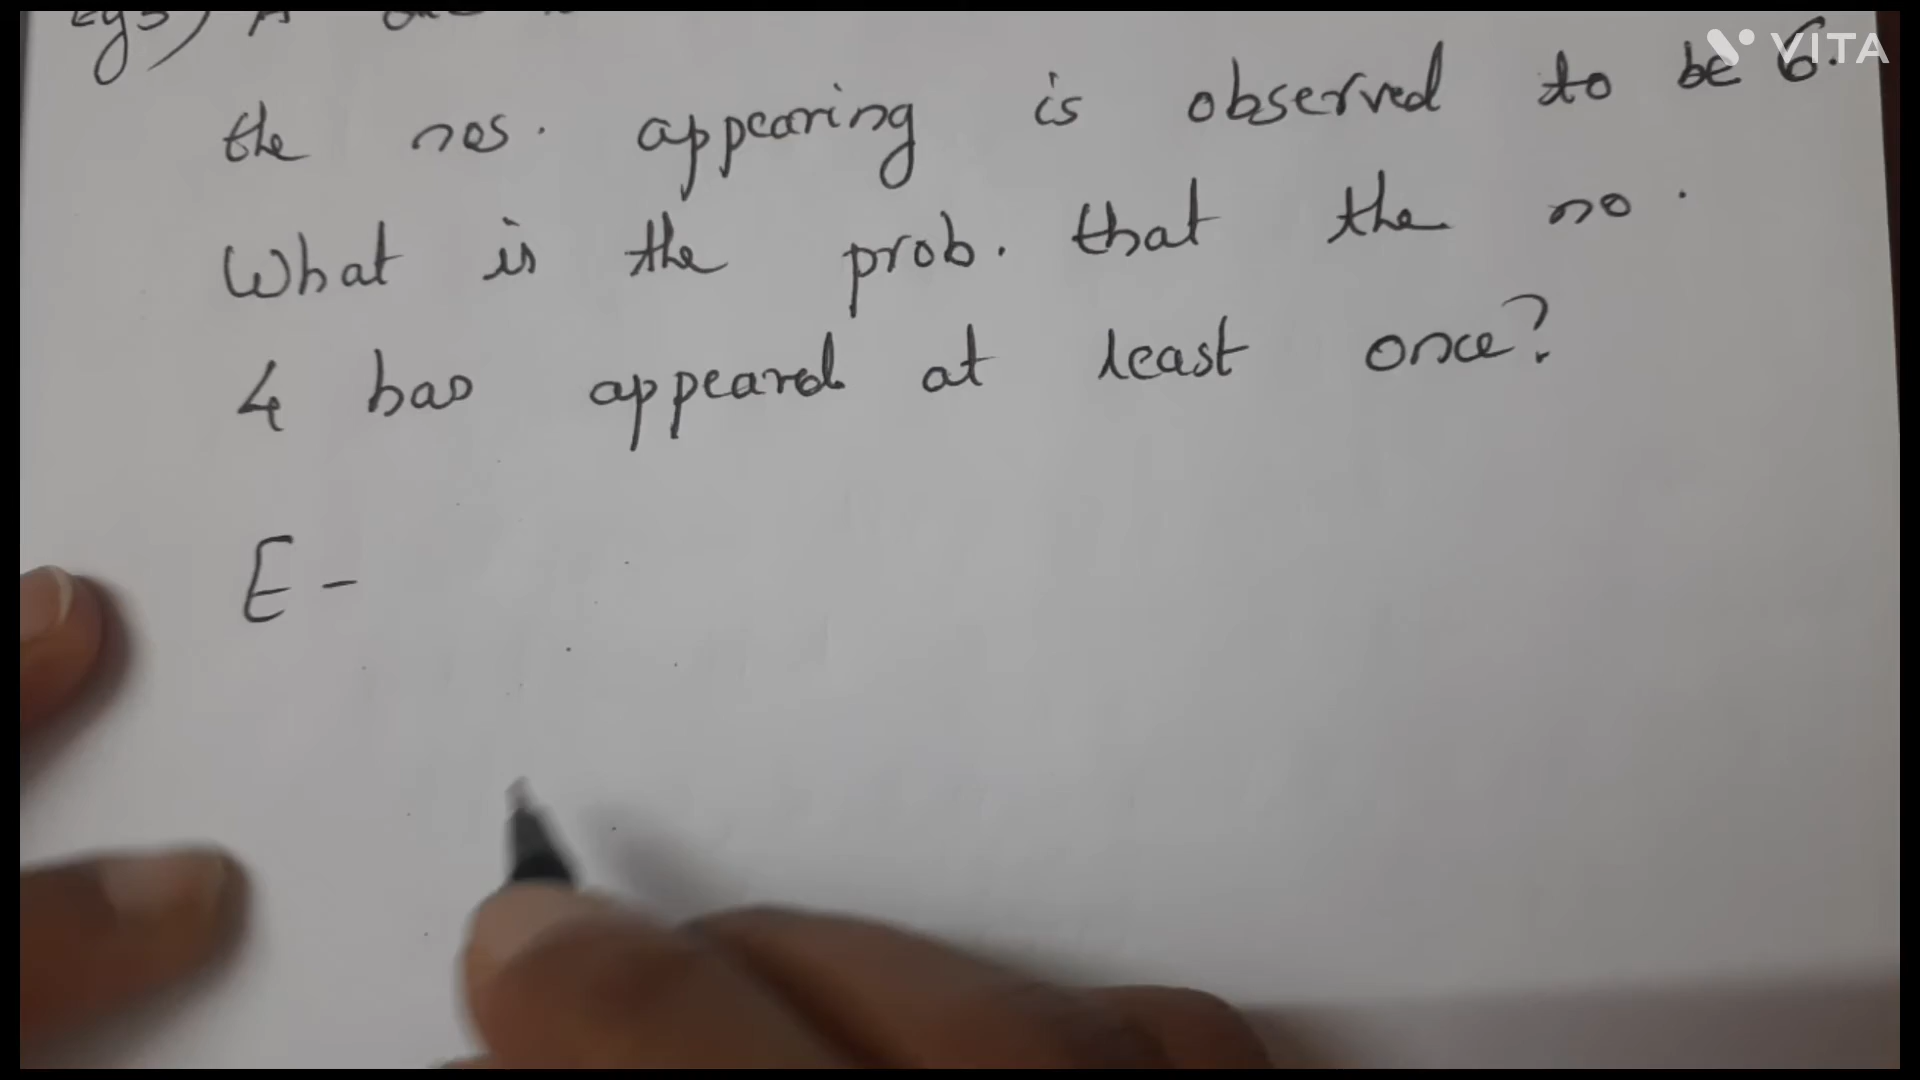 VITA
the nos. appearing is observed to be 6.
What is the prob. that the no.
4 has appeared at least once?
E -